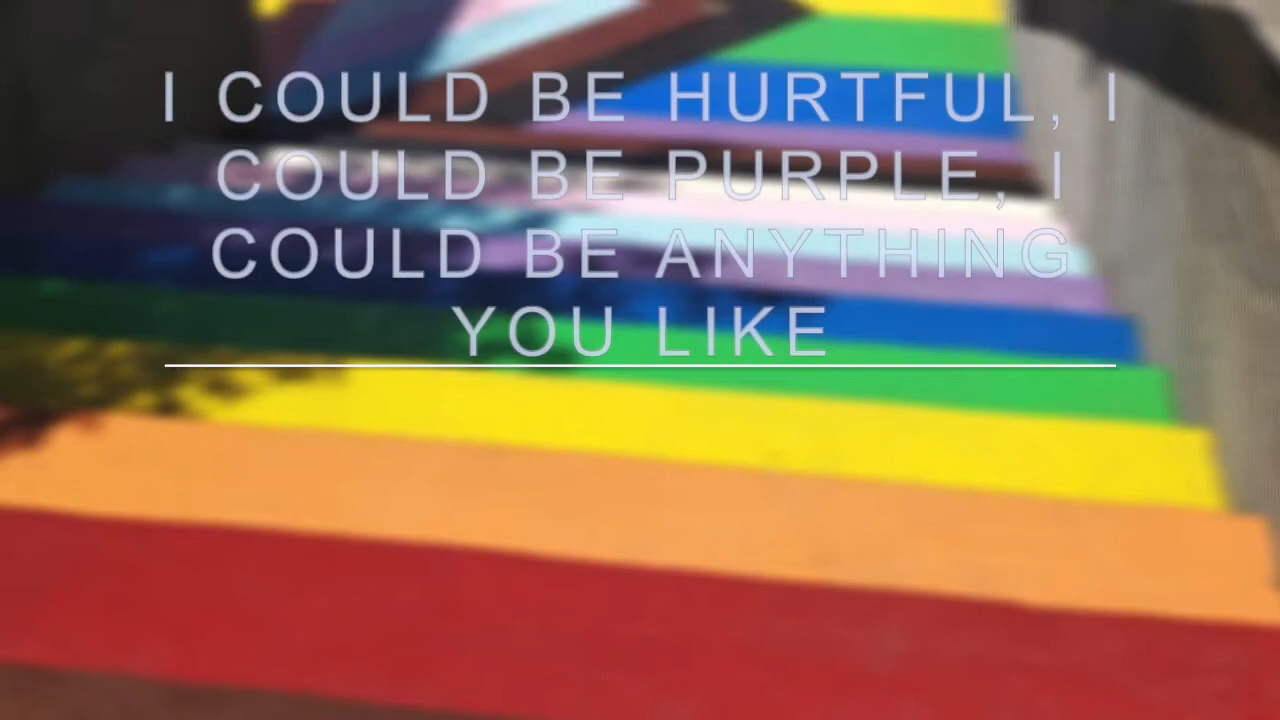 I COULD BE HURTFUL, I
COULD BE PURPLE, I
COULD BE ANYTHING
YOU LIKE